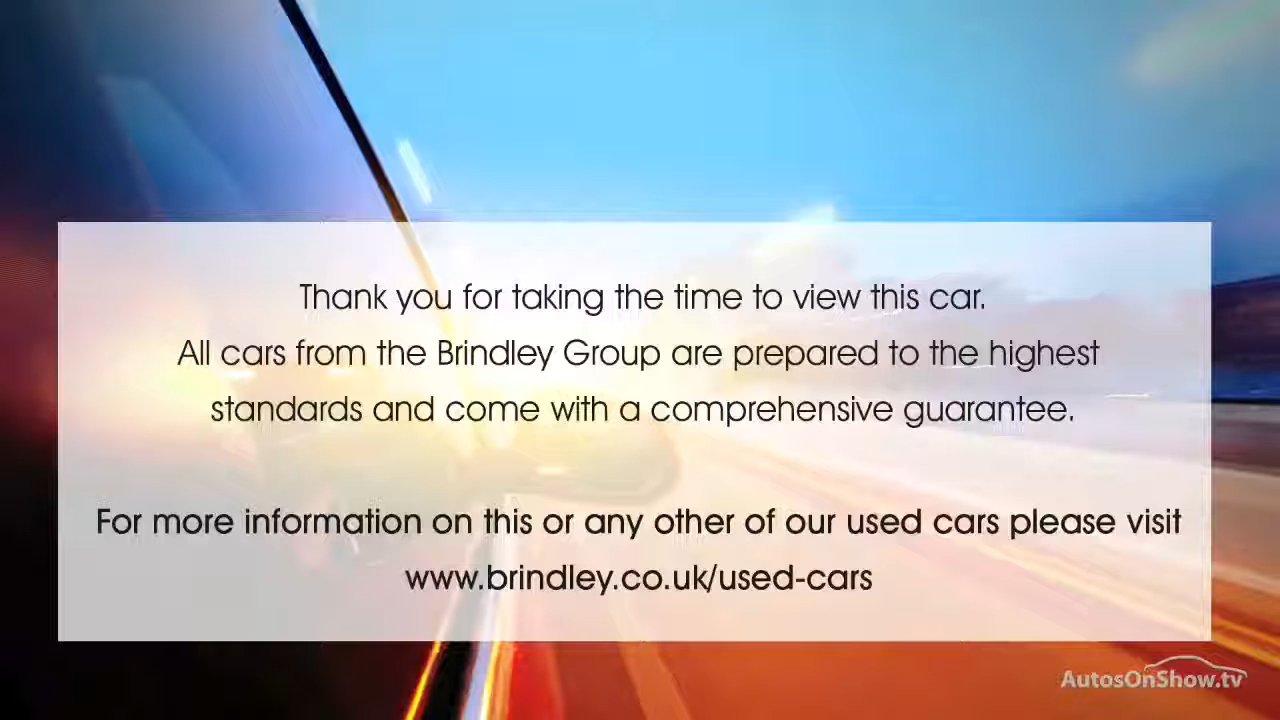 Thank you for taking the time to view this car.
All cars from the Brindley Group are prepared to the highest
standards and come with a comprehensive guarantee.
For more information on this or any other of our used cars please visit
www.brindley.co.uk/used-cars
AutosOnShow.tv